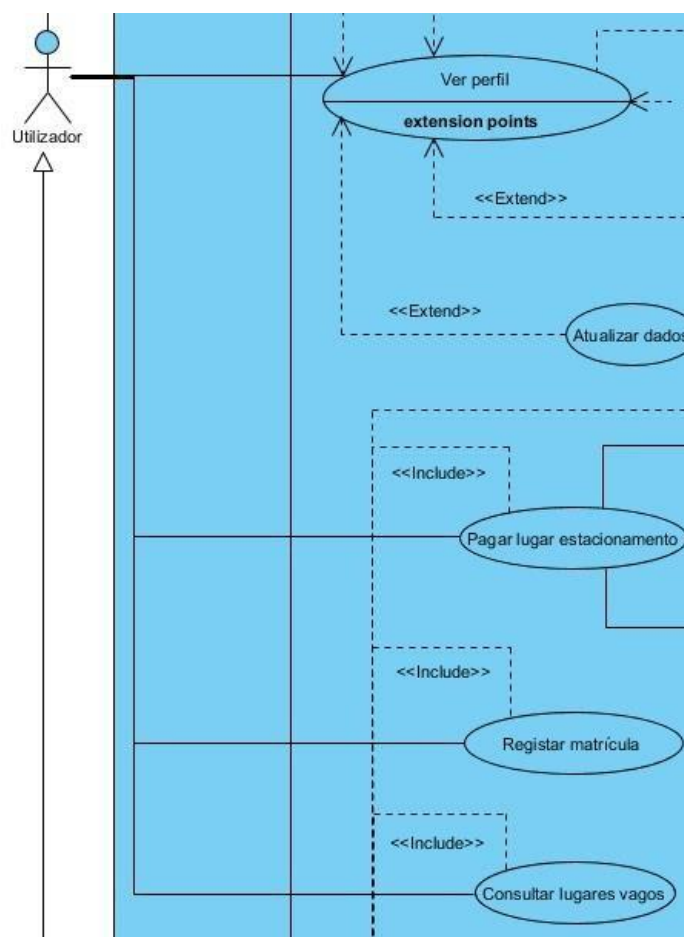 Ver perfil
extension points
Utilizador
<<Extend>>
<<Extend>>
Atualizar dados
<<Include>>
Pagar lugar estacionamento
<<Include>>
Registar matrícula
<<Include>>
Consultar lugares vagos